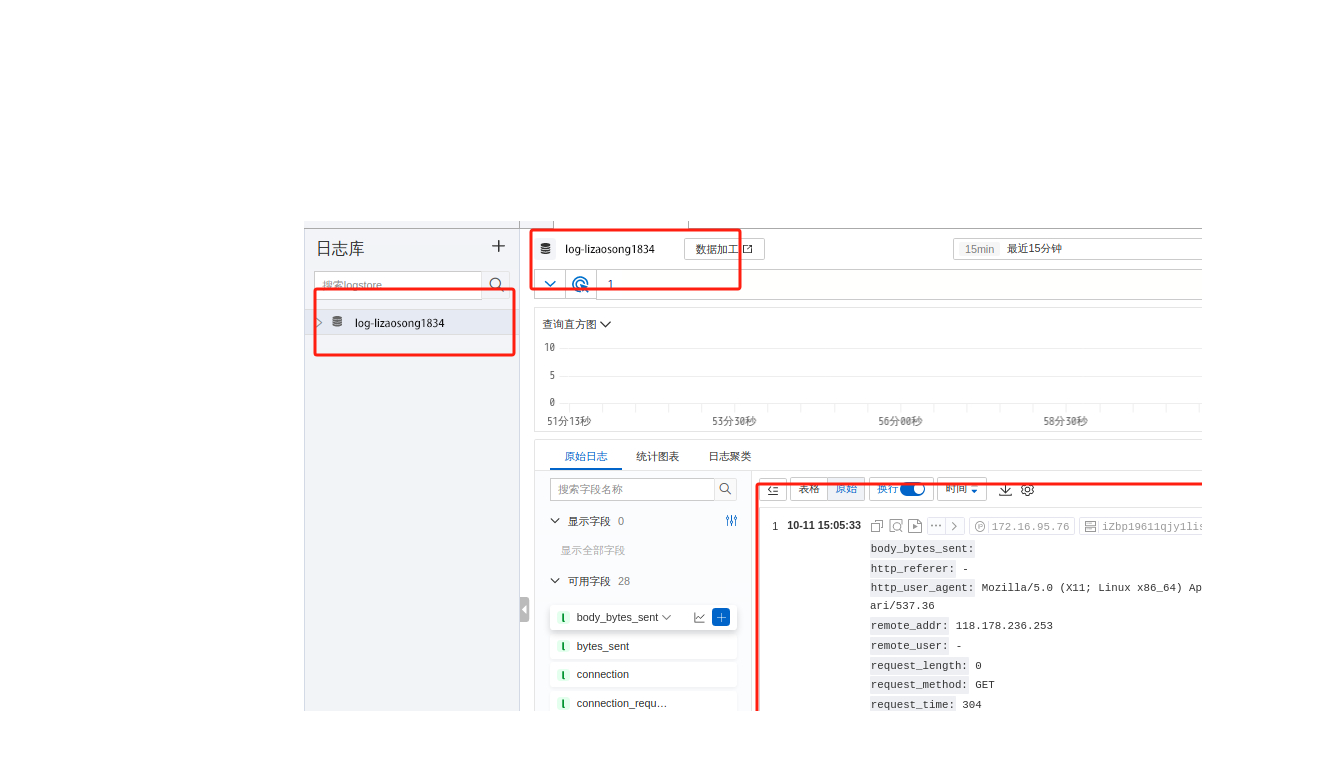 日志库
搜索logstore
log-lizaosong1834
log-lizaosong1834
数据加工
15min 最近15分钟
1
查询直方图
10
5
0
51分13秒 53分30秒 56分00秒 58分30秒
原始日志 统计图表 日志聚类
搜索字段名称
表格 原始 换行 时间
显示字段 0
显示全部字段
可用字段 28
body_bytes_sent
bytes_sent
connection
connection_requ…
1 10-11 15:05:33 172.16.95.76 iZbp19611qjy1lis
body_bytes_sent:
http_referer: -
http_user_agent: Mozilla/5.0 (X11; Linux x86_64) Ap
ari/537.36
remote_addr: 118.178.236.253
remote_user: -
request_length: 0
request_method: GET
request_time: 304